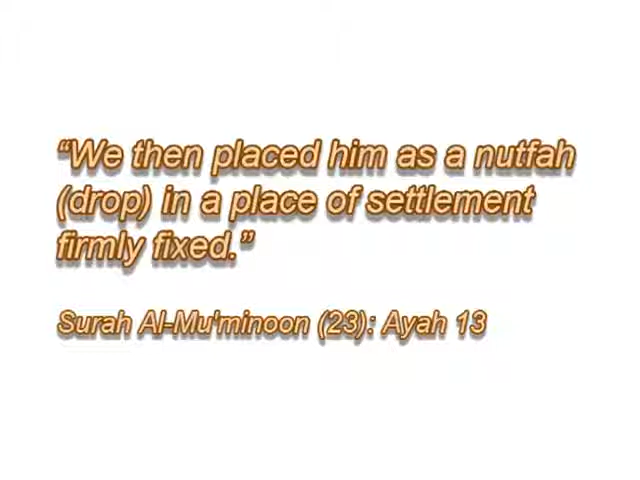 “We then placed him as a nutfah
(drop) in a place of settlement
firmly fixed.”
Surah Al-Mu'minoon (23): Ayah 13